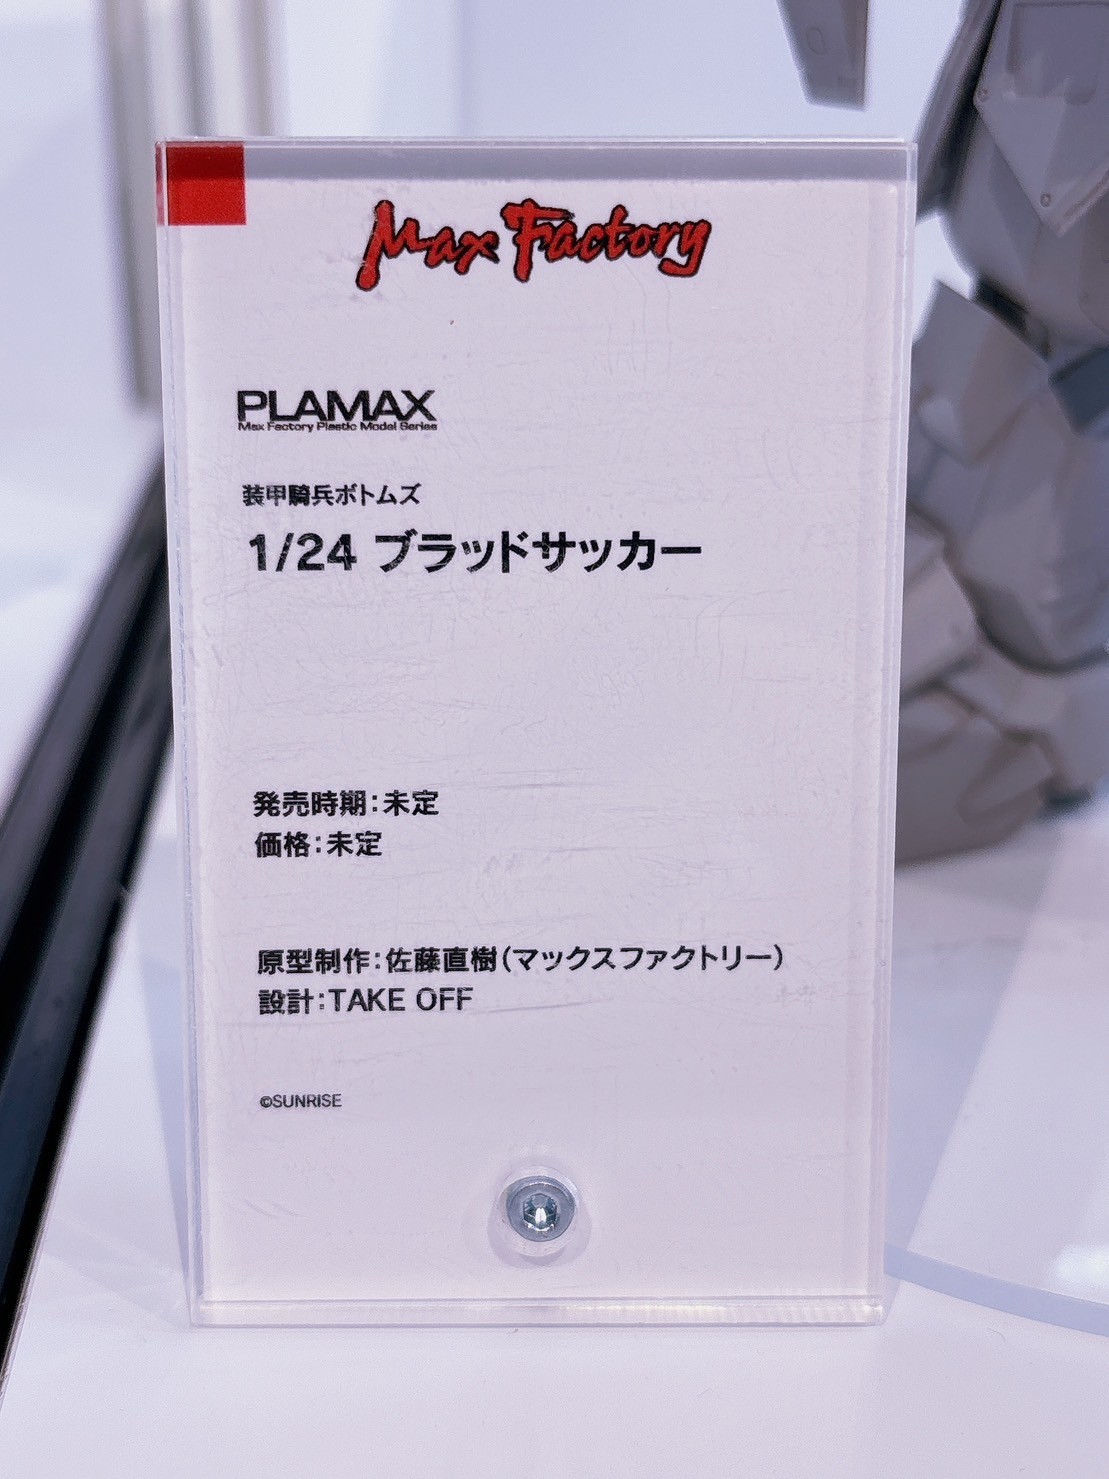 Max Factory
PLAMAX
Max Factory Plastic Model Series
装甲騎兵ボトムズ
1/24 ブラッドサッカー
発売時期：未定
価格：未定
原型制作：佐藤直樹（マックスファクトリー）
設計：TAKE OFF
©SUNRISE